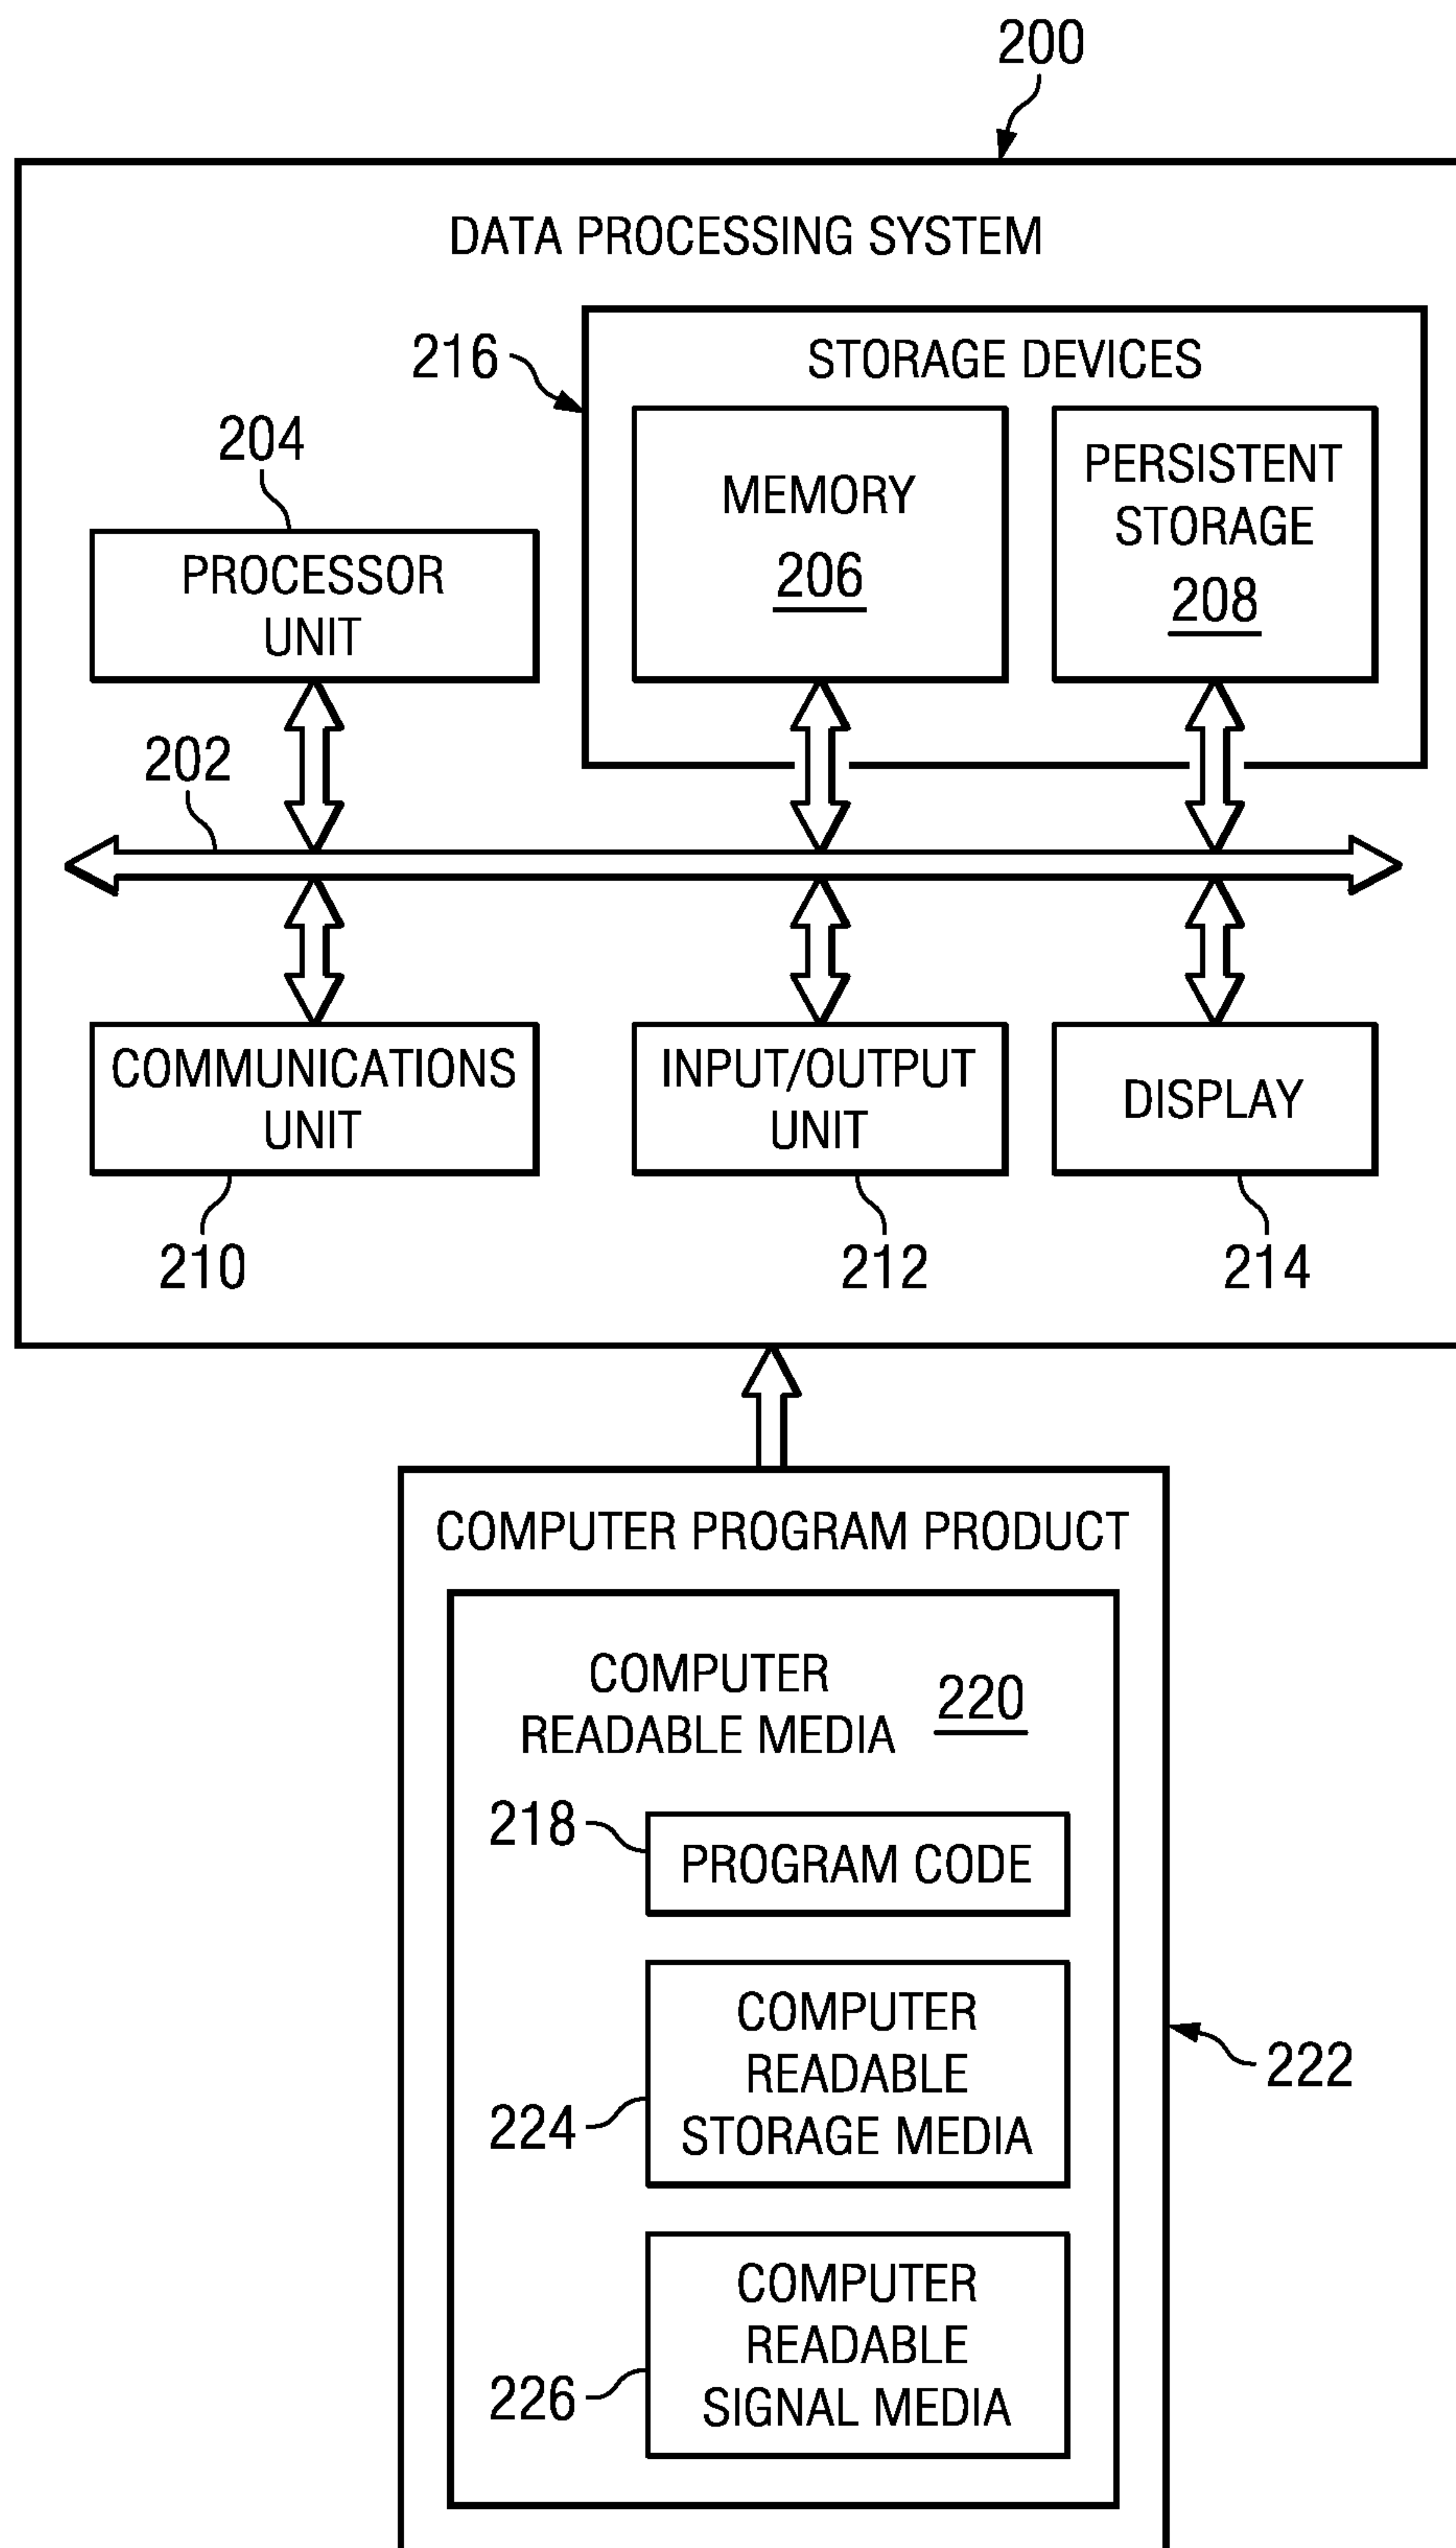 200
DATA PROCESSING SYSTEM
216
STORAGE DEVICES
204
PROCESSOR
UNIT
MEMORY
206
PERSISTENT
STORAGE
208
202
COMMUNICATIONS
UNIT
INPUT/OUTPUT
UNIT
DISPLAY
210
212
214
COMPUTER PROGRAM PRODUCT
COMPUTER
READABLE MEDIA
220
218
PROGRAM CODE
COMPUTER
READABLE
STORAGE MEDIA
224
222
COMPUTER
READABLE
SIGNAL MEDIA
226